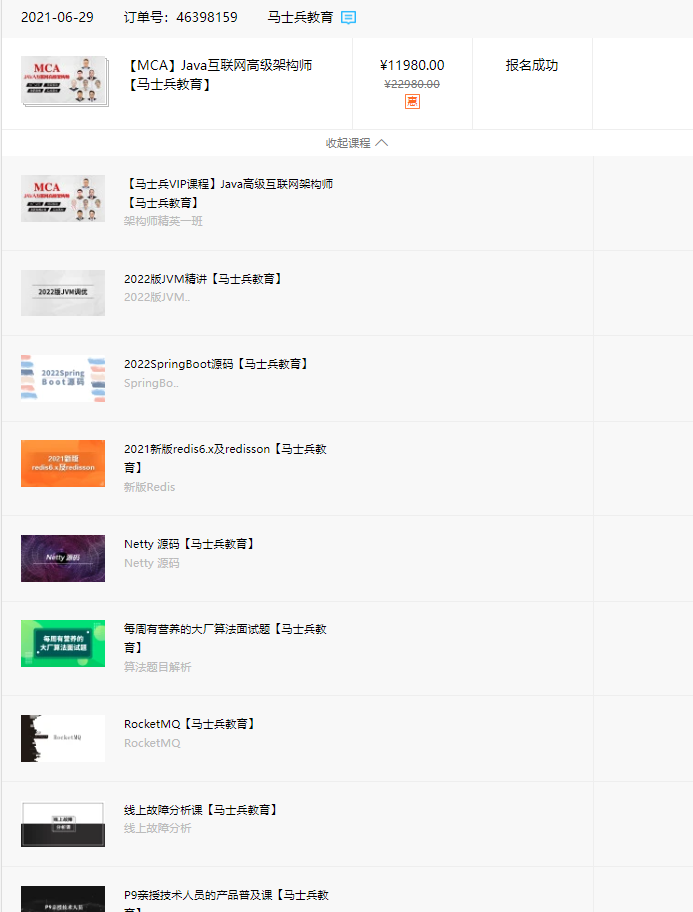 2021-06-29 订单号：46398159 马士兵教育
MCA
【MCA】Java互联网高级架构师
【马士兵教育】
¥11980.00
¥22980.00
惠
报名成功
收起课程
MCA
【马士兵VIP课程】Java高级互联网架构师
【马士兵教育】
架构师精英一班
2022版JVM调优
2022版JVM精讲【马士兵教育】
2022版JVM..
2022Spring
Boot源码
2022SpringBoot源码【马士兵教育】
SpringBo..
2021新版
redis6.x及redisson
2021新版redis6.x及redisson【马士兵教
育】
新版Redis
Netty 源码
Netty 源码【马士兵教育】
Netty 源码
每周有营养的
大厂算法面试题
每周有营养的大厂算法面试题【马士兵教
育】
算法题目解析
RocketMQ
RocketMQ【马士兵教育】
RocketMQ
线上故障
分析课
线上故障分析课【马士兵教育】
线上故障分析
P9亲授技术人员的
P9亲授技术人员的产品普及课【马士兵教
育】